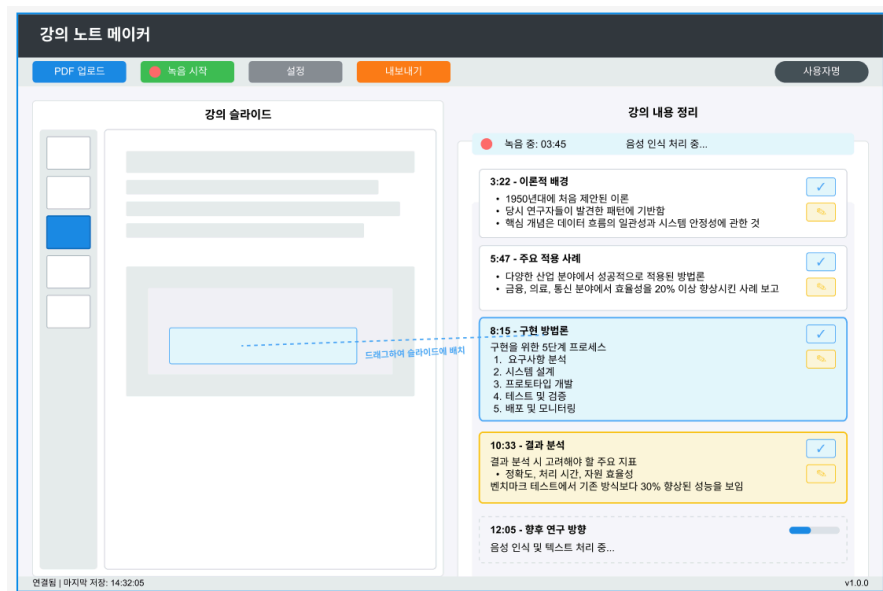 강의 노트 메이커
PDF 업로드
녹음 시작
설정
내보내기
사용자명
강의 슬라이드
드래그하여 슬라이드에 배치
강의 내용 정리
녹음 중: 03:45
음성 인식 처리 중...
3:22 - 이론적 배경
• 1950년대에 처음 제안된 이론
• 당시 연구자들이 발견한 패턴에 기반함
• 핵심 개념은 데이터 흐름의 일관성과 시스템 안정성에 관한 것
5:47 - 주요 적용 사례
• 다양한 산업 분야에서 성공적으로 적용된 방법론
• 금융, 의료, 통신 분야에서 효율성을 20% 이상 향상시킨 사례 보고
8:15 - 구현 방법론
구현을 위한 5단계 프로세스
1. 요구사항 분석
2. 시스템 설계
3. 프로토타입 개발
4. 테스트 및 검증
5. 배포 및 모니터링
10:33 - 결과 분석
결과 분석 시 고려해야 할 주요 지표
• 정확도, 처리 시간, 자원 효율성
벤치마크 테스트에서 기존 방식보다 30% 향상된 성능을 보임
12:05 - 향후 연구 방향
음성 인식 및 텍스트 처리 중...
연결됨 | 마지막 저장: 14:32:05
v1.0.0